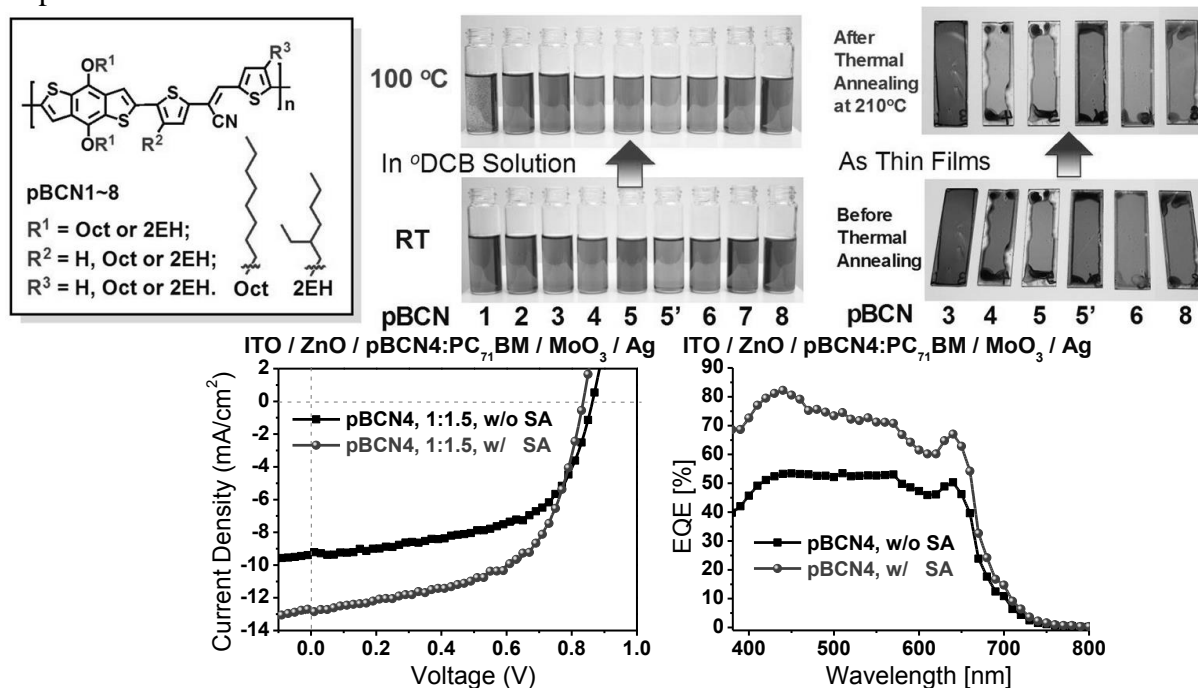 OR¹
R³
S
S
S
S
n
CN
OR¹
R²
pBCN1~8
R¹ = Oct or 2EH;
R² = H, Oct or 2EH;
R³ = H, Oct or 2EH.
Oct
2EH
100 °C
In °DCB Solution
RT
pBCN 1 2 3 4 5 5' 6 7 8
After
Thermal
Annealing
at 210°C
As Thin Films
Before
Thermal
Annealing
pBCN 3 4 5 5' 6 8
ITO / ZnO / pBCN4:PC₇₁BM / MoO₃ / Ag
Current Density (mA/cm²)
2
0
-2
-4
-6
-8
-10
-12
-14
pBCN4, 1:1.5, w/o SA
pBCN4, 1:1.5, w/ SA
0.0 0.2 0.4 0.6 0.8 1.0
Voltage (V)
ITO / ZnO / pBCN4:PC₇₁BM / MoO₃ / Ag
EQE [%]
90
80
70
60
50
40
30
20
10
0
pBCN4, w/o SA
pBCN4, w/ SA
400 500 600 700 800
Wavelength [nm]